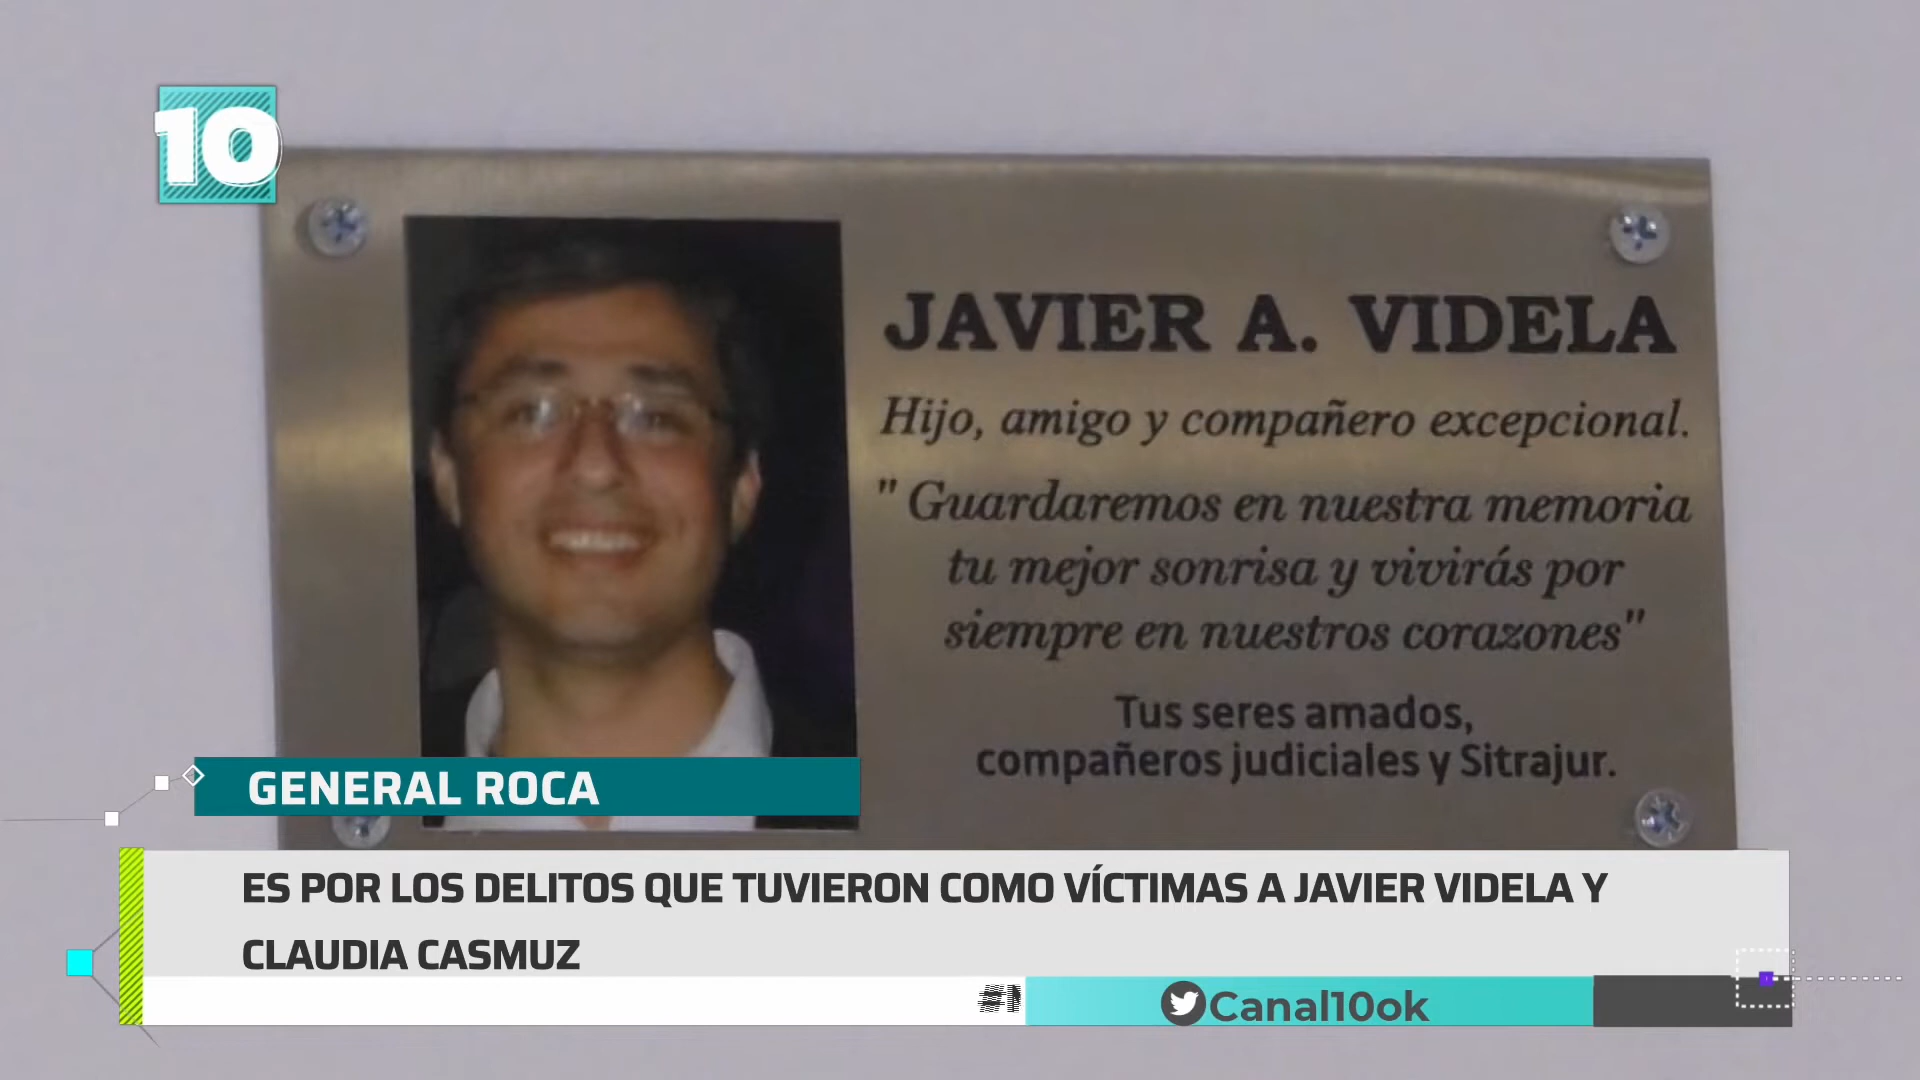 10
JAVIER A. VIDELA
Hijo, amigo y compañero excepcional.
" Guardaremos en nuestra memoria
tu mejor sonrisa y vivirás por
siempre en nuestros corazones"
Tus seres amados,
compañeros judiciales y Sitrajur.
GENERAL ROCA
ES POR LOS DELITOS QUE TUVIERON COMO VÍCTIMAS A JAVIER VIDELA Y
CLAUDIA CASMUZ
Canal10ok